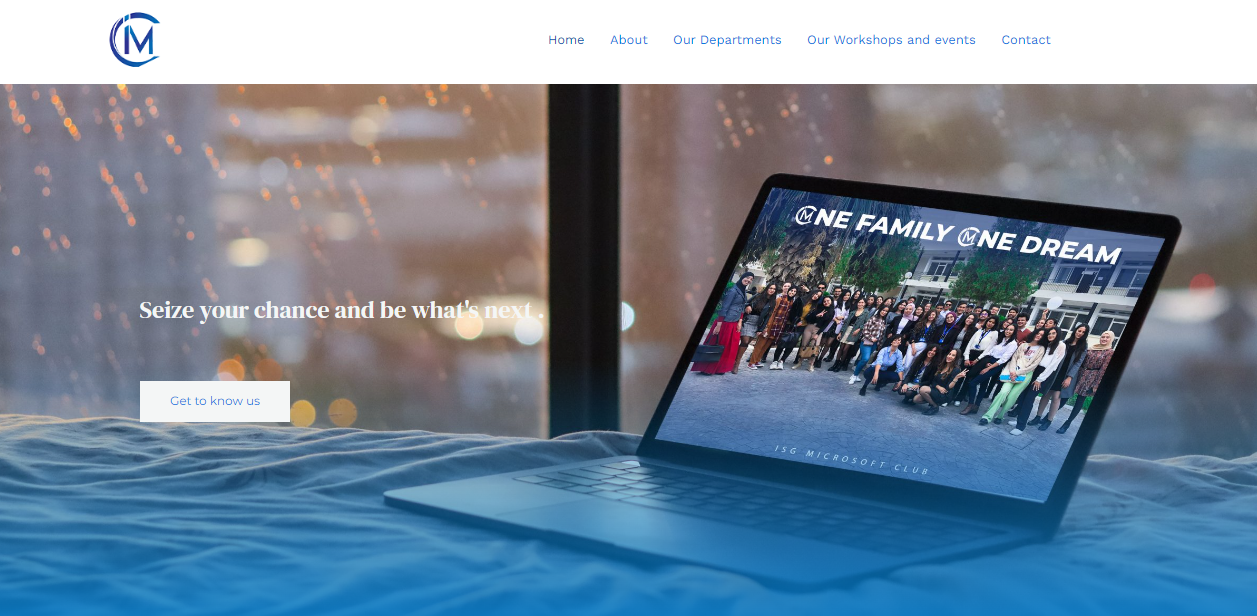 CIM
Home About Our Departments Our Workshops and events Contact
ONE FAMILY ONE DREAM
Seize your chance and be what's next .
Get to know us
ISG MICROSOFT CLUB